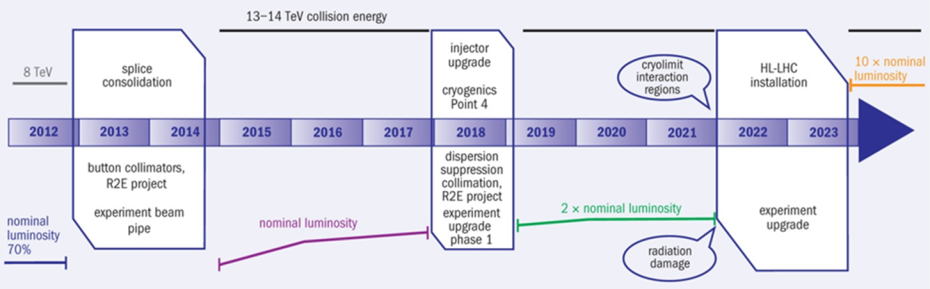 13–14 TeV collision energy
8 TeV
splice
consolidation
injector
upgrade
cryogenics
Point 4
cryolimit
interaction
regions
HL-LHC
installation
10 × nominal
luminosity
2012 2013 2014 2015 2016 2017 2018 2019 2020 2021 2022 2023
button collimators,
R2E project
experiment beam
pipe
dispersion
suppression
collimation,
R2E project
experiment
upgrade
phase 1
nominal
luminosity
70%
nominal luminosity
2 × nominal luminosity
radiation
damage
experiment
upgrade